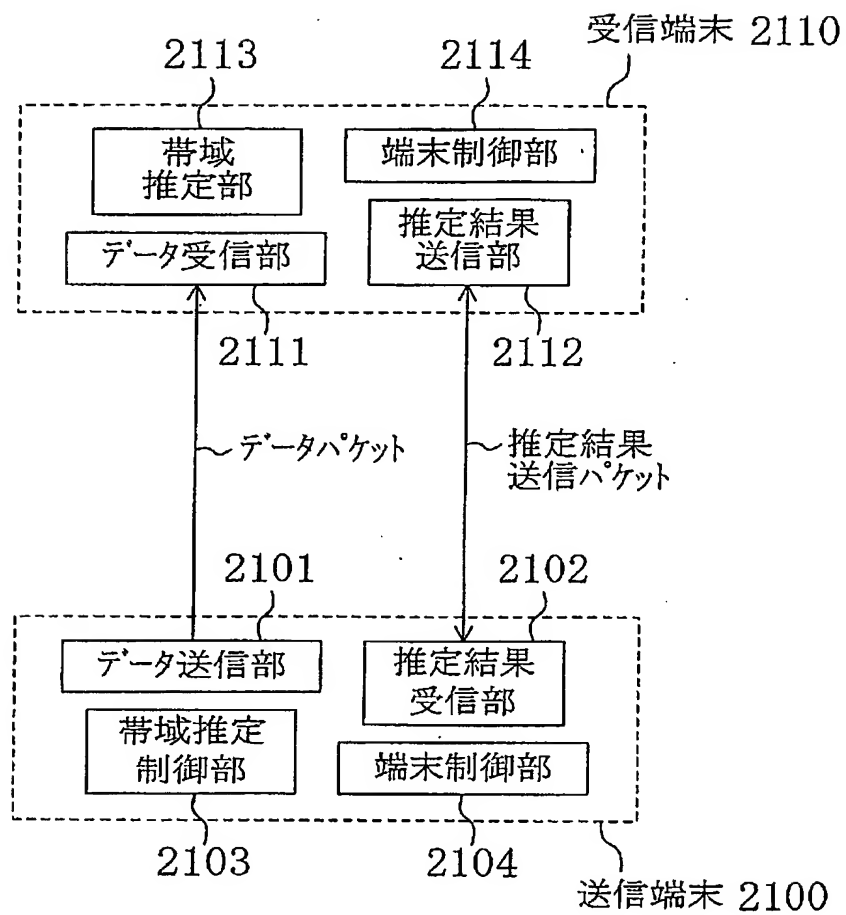 受信端末 2110
2113
2114
帯域
推定部
端末制御部
データ受信部
推定結果
送信部
2111
2112
データパケット
推定結果
送信パケット
2101
2102
データ送信部
推定結果
受信部
帯域推定
制御部
端末制御部
2103
2104
送信端末 2100